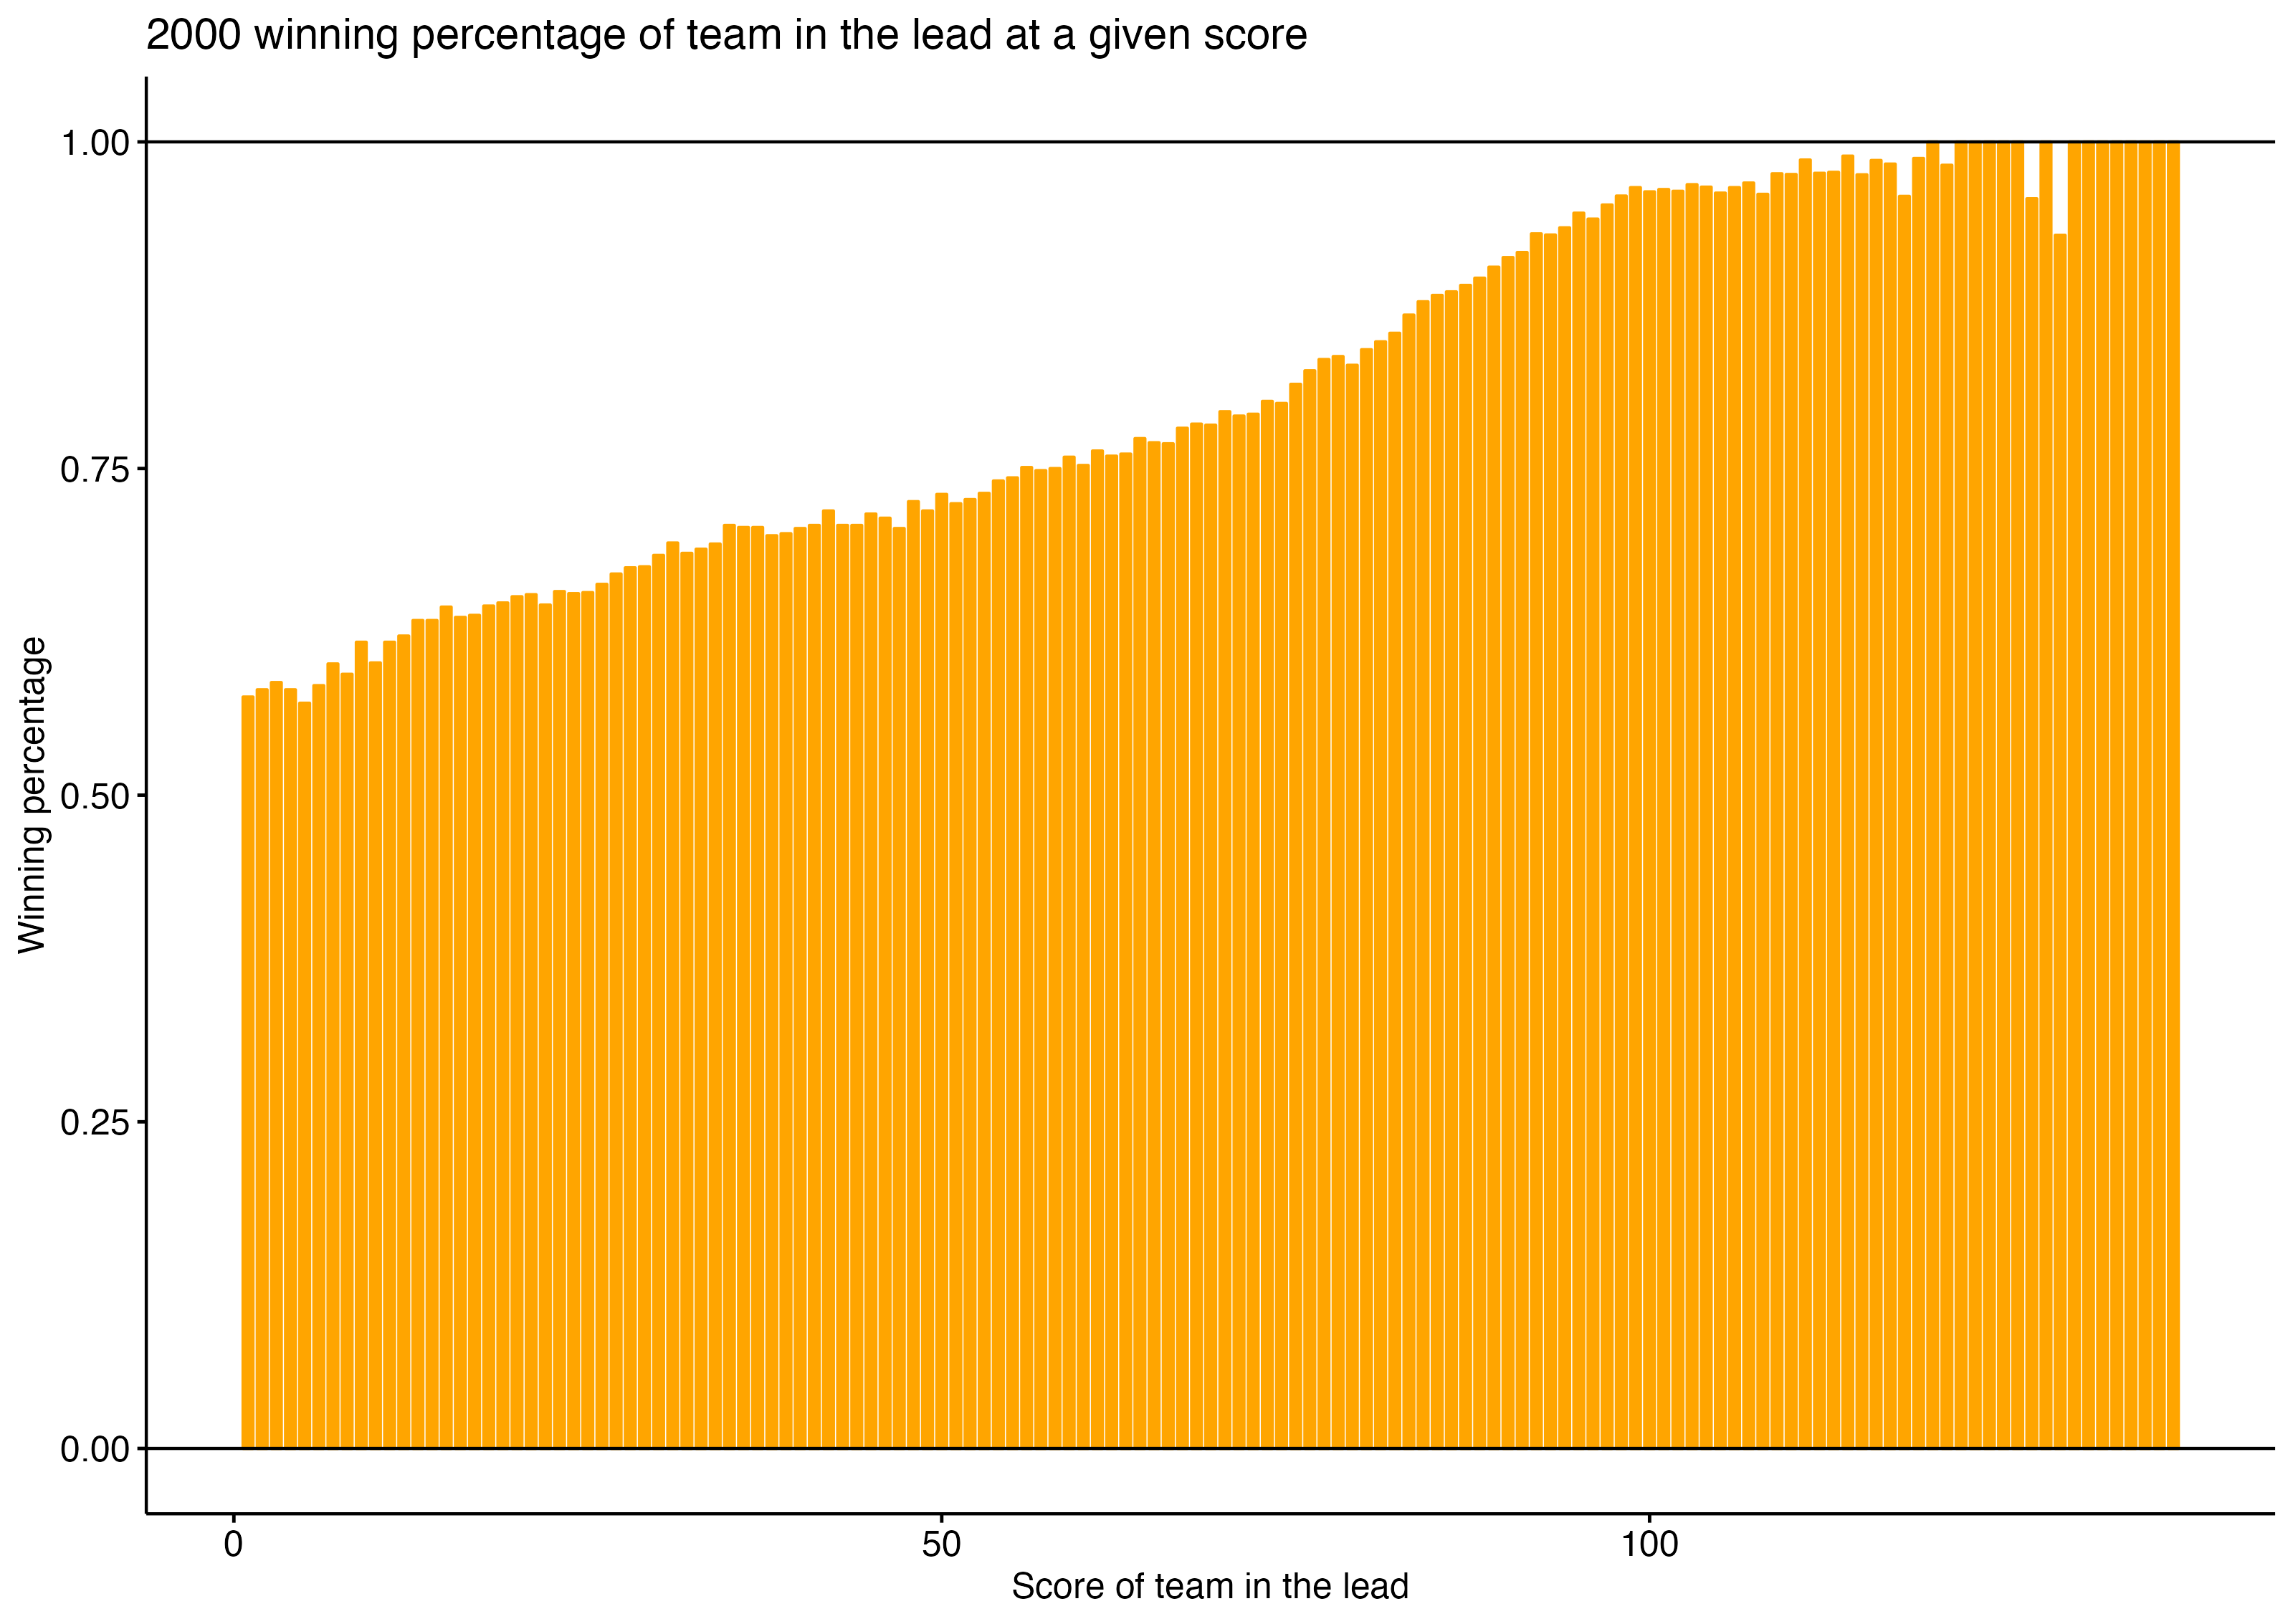 2000 winning percentage of team in the lead at a given score
1.00
0.75
0.50
0.25
0.00
Winning percentage
0 50 100
Score of team in the lead